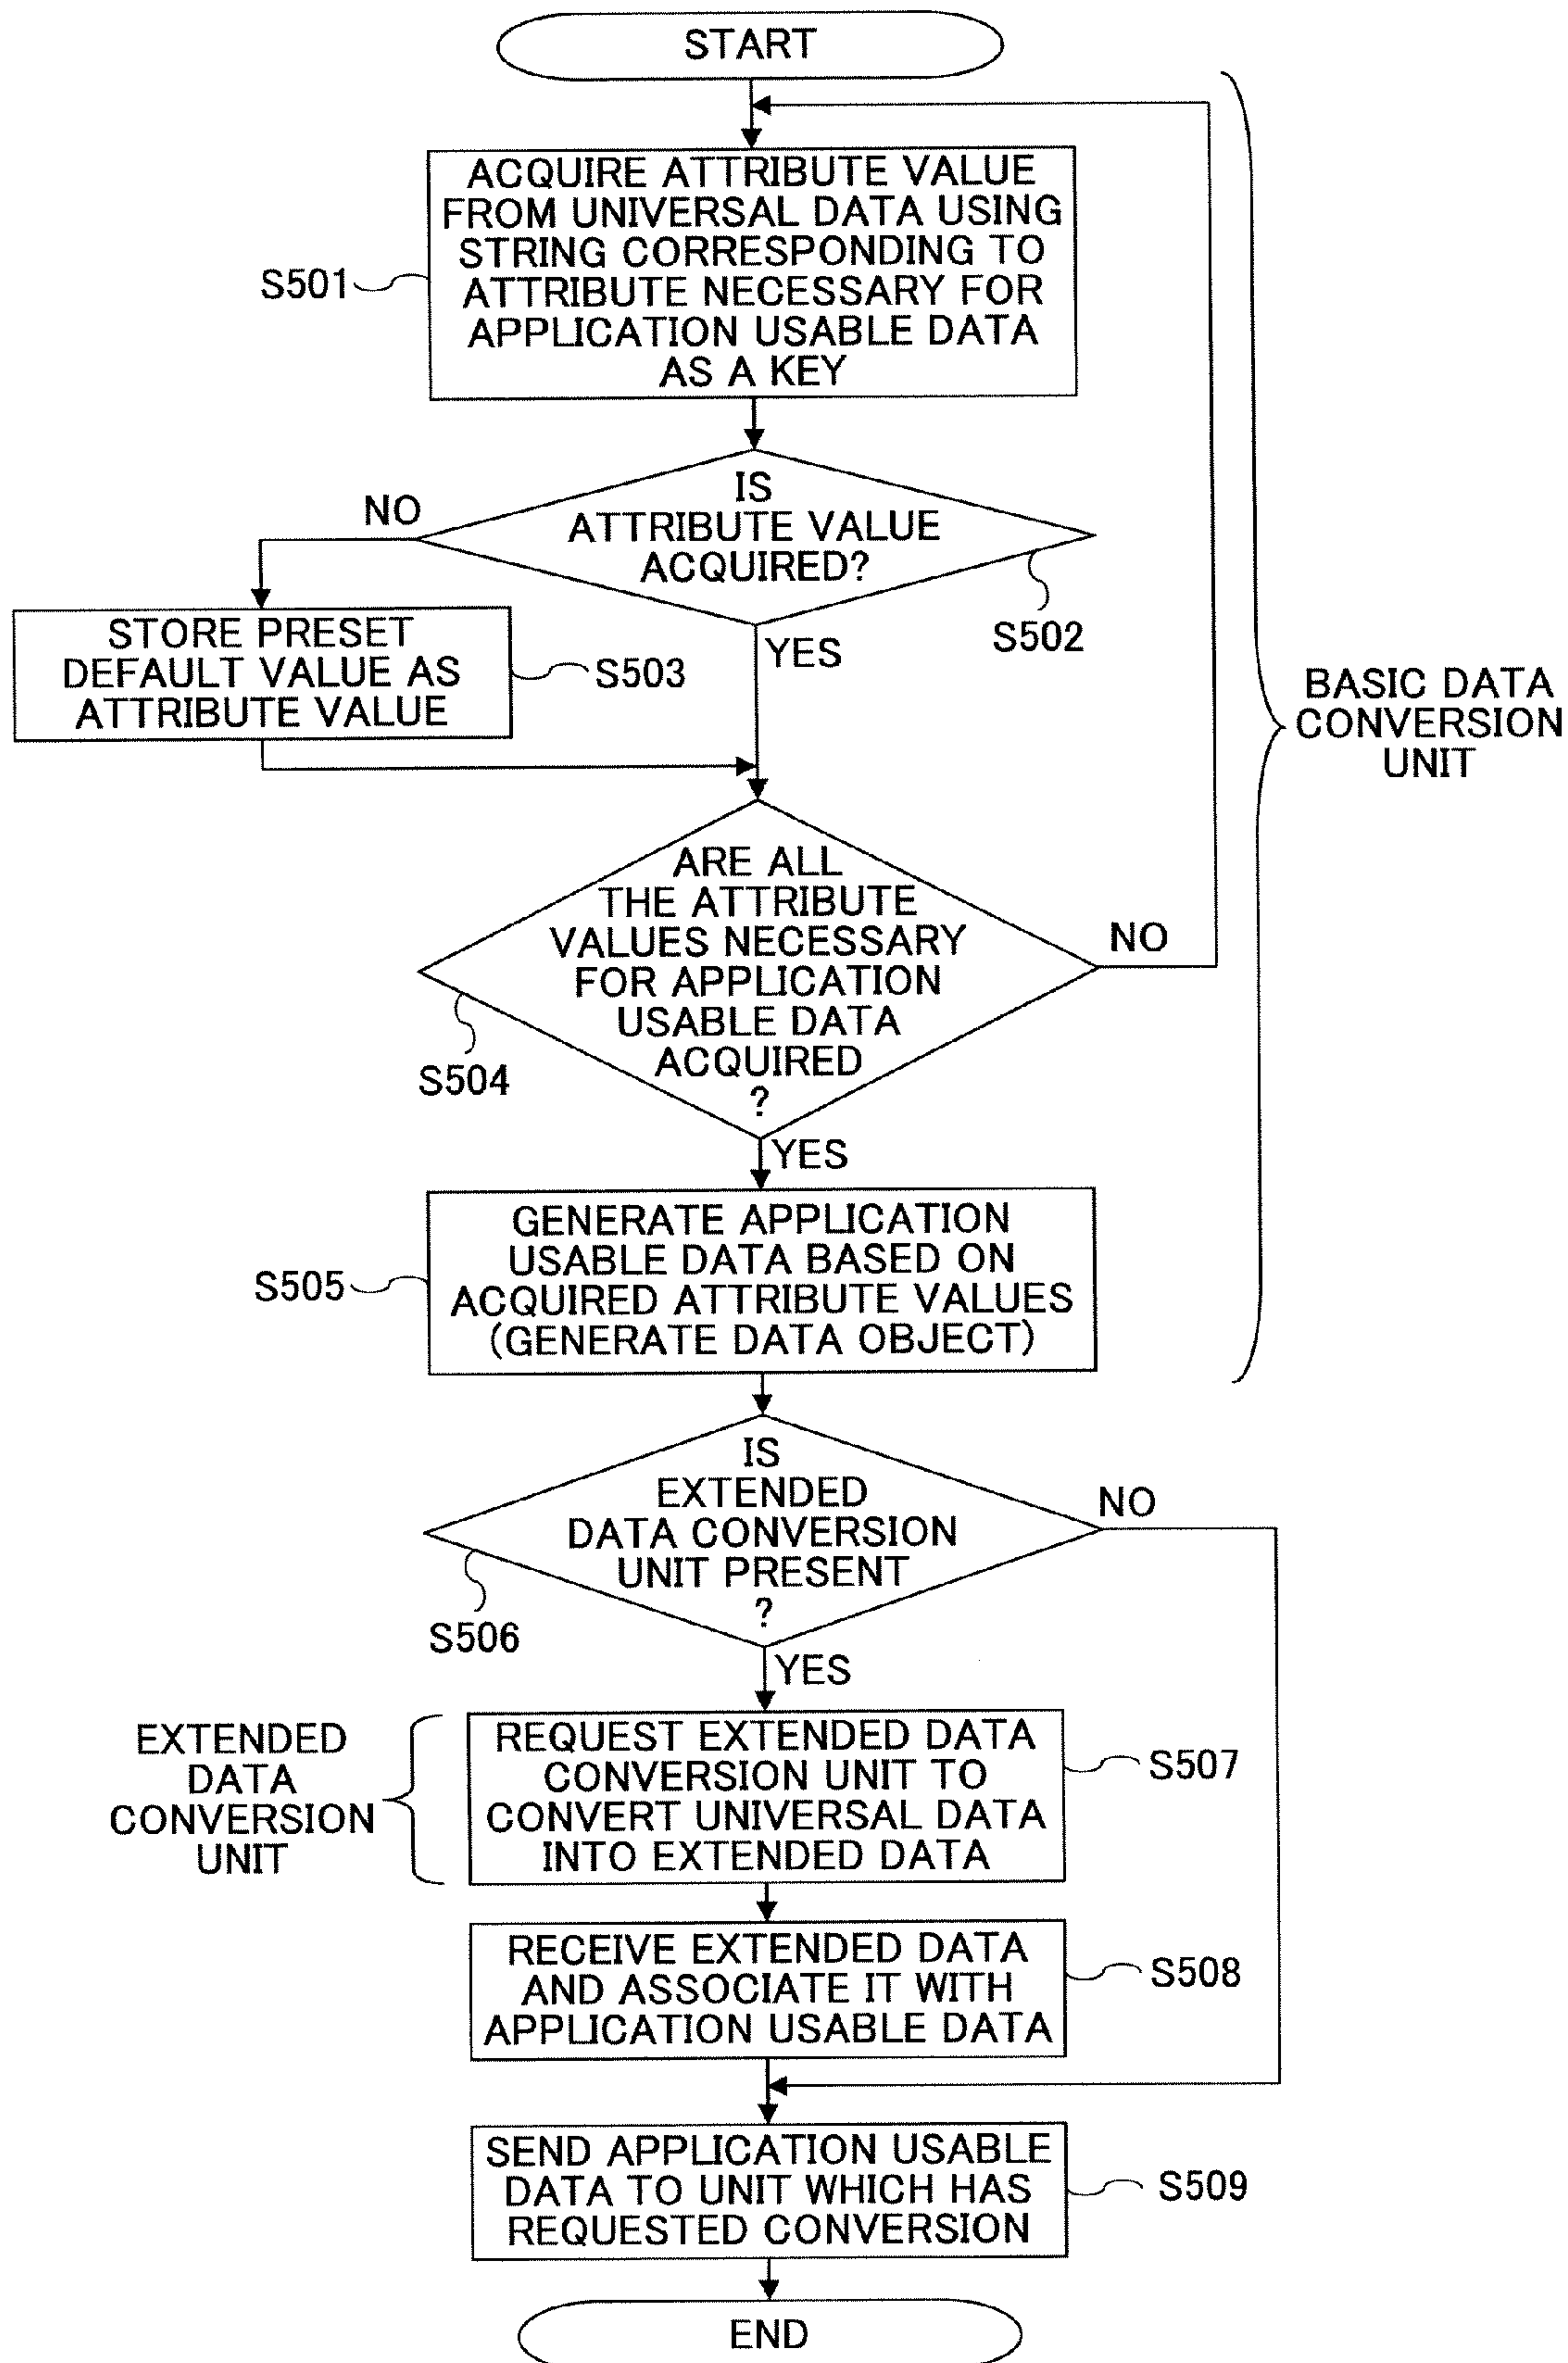 START
ACQUIRE ATTRIBUTE VALUE
FROM UNIVERSAL DATA USING
STRING CORRESPONDING TO
ATTRIBUTE NECESSARY FOR
APPLICATION USABLE DATA
AS A KEY
S501
IS
ATTRIBUTE VALUE
ACQUIRED?
NO
S502
YES
STORE PRESET
DEFAULT VALUE AS
ATTRIBUTE VALUE
S503
BASIC DATA
CONVERSION
UNIT
ARE ALL
THE ATTRIBUTE
VALUES NECESSARY
FOR APPLICATION
USABLE DATA
ACQUIRED
?
NO
S504
YES
GENERATE APPLICATION
USABLE DATA BASED ON
ACQUIRED ATTRIBUTE VALUES
(GENERATE DATA OBJECT)
S505
IS
EXTENDED
DATA CONVERSION
UNIT PRESENT
?
NO
S506
YES
EXTENDED
DATA
CONVERSION
UNIT
REQUEST EXTENDED DATA
CONVERSION UNIT TO
CONVERT UNIVERSAL DATA
INTO EXTENDED DATA
S507
RECEIVE EXTENDED DATA
AND ASSOCIATE IT WITH
APPLICATION USABLE DATA
S508
SEND APPLICATION USABLE
DATA TO UNIT WHICH HAS
REQUESTED CONVERSION
S509
END